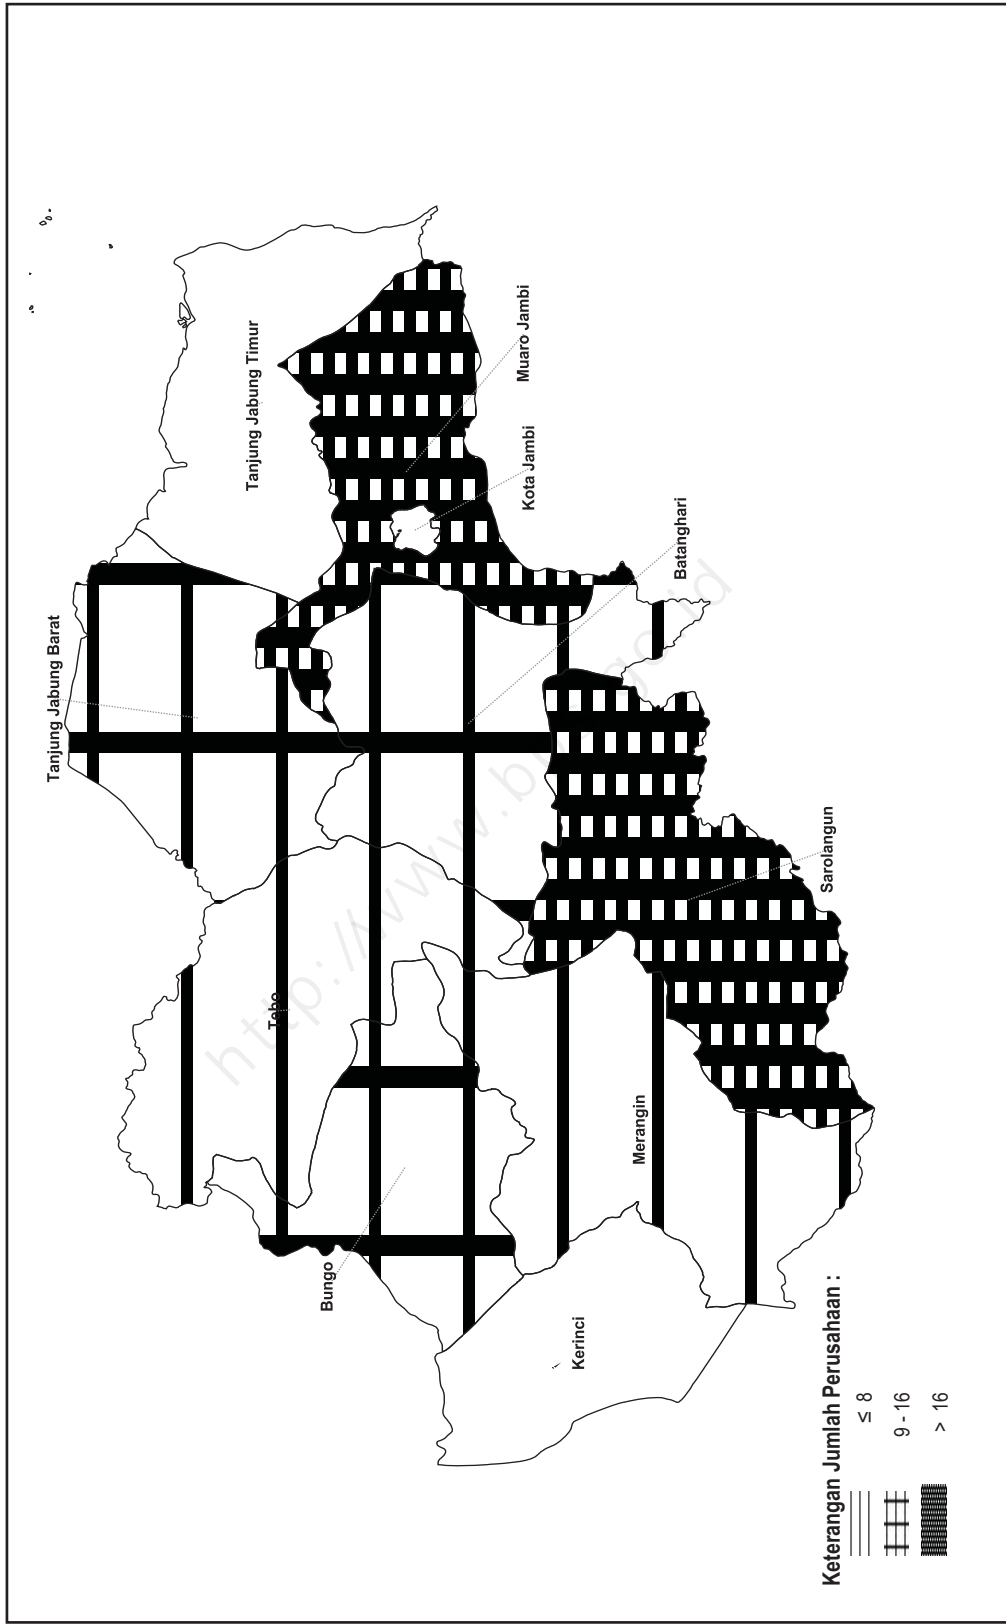 Tanjung Jabung Timur
Muaro Jambi
Kota Jambi
Batanghari
Tanjung Jabung Barat
Sarolangun
Tebo
Merangin
Bungo
Kerinci
Keterangan Jumlah Perusahaan :
≤ 8
9 - 16
> 16